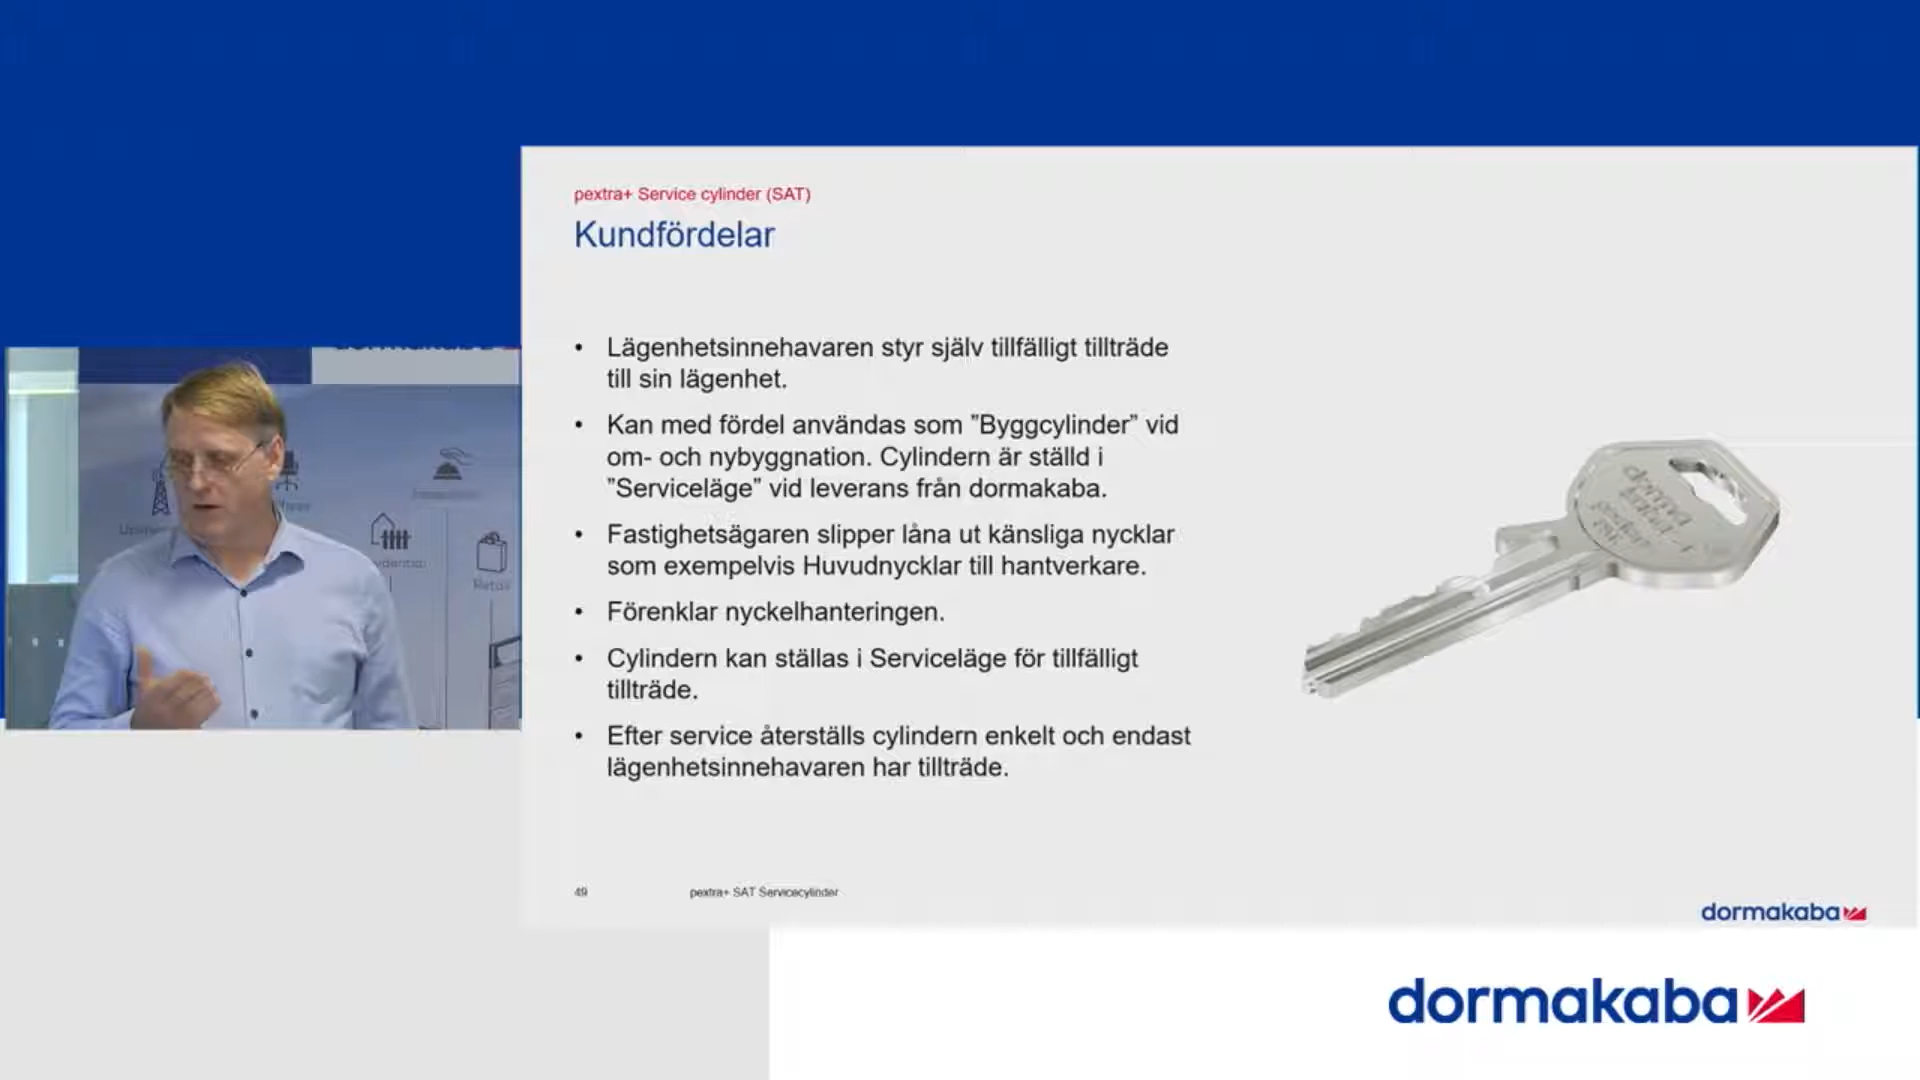 pextra+ Service cylinder (SAT)
Kundfördelar
• Lägenhetsinnehavaren styr själv tillfälligt tillträde
till sin lägenhet.
• Kan med fördel användas som ”Byggcylinder” vid
om- och nybyggnation. Cylindern är ställd i
”Serviceläge” vid leverans från dormakaba.
• Fastighetsägaren slipper låna ut känsliga nycklar
som exempelvis Huvudnycklar till hantverkare.
• Förenklar nyckelhanteringen.
• Cylindern kan ställas i Serviceläge för tillfälligt
tillträde.
• Efter service återställs cylindern enkelt och endast
lägenhetsinnehavaren har tillträde.
49 pextra+ SAT Servicecylinder
dormakaba
dormakaba
Retail
dorma
kaba